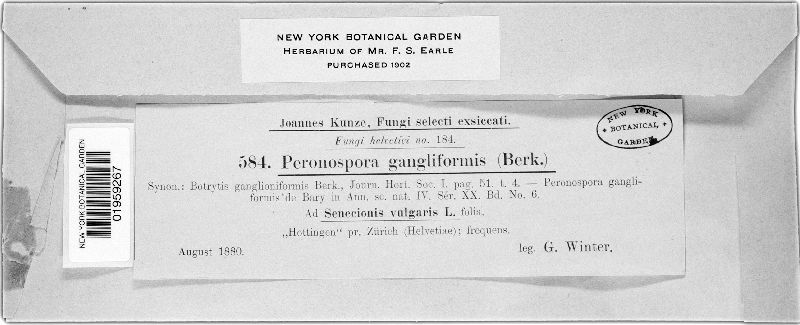 NEW YORK BOTANICAL GARDEN
HERBARIUM OF MR. F. S. EARLE
PURCHASED 1902
Joannes Kunze, Fungi selecti exsiccati.
Fungi helvetici no. 184.
584. Peronospora gangliformis (Berk.)
Synon.: Botrytis ganglioniformis Berk., Journ. Hort. Soc. I. pag. 51. t. 4. — Peronospora gangli-
formis de Bary in Ann. sc. nat. IV. Sér. XX. Bd. No. 6.
Ad Senecionis vulgaris L. foliis.
„Hottingen“ pr. Zürich (Helvetiae); frequens.
August 1880.
leg. G. Winter.
NEW YORK
BOTANICAL
GARDEN
NEW YORK BOTANICAL GARDEN
01959267